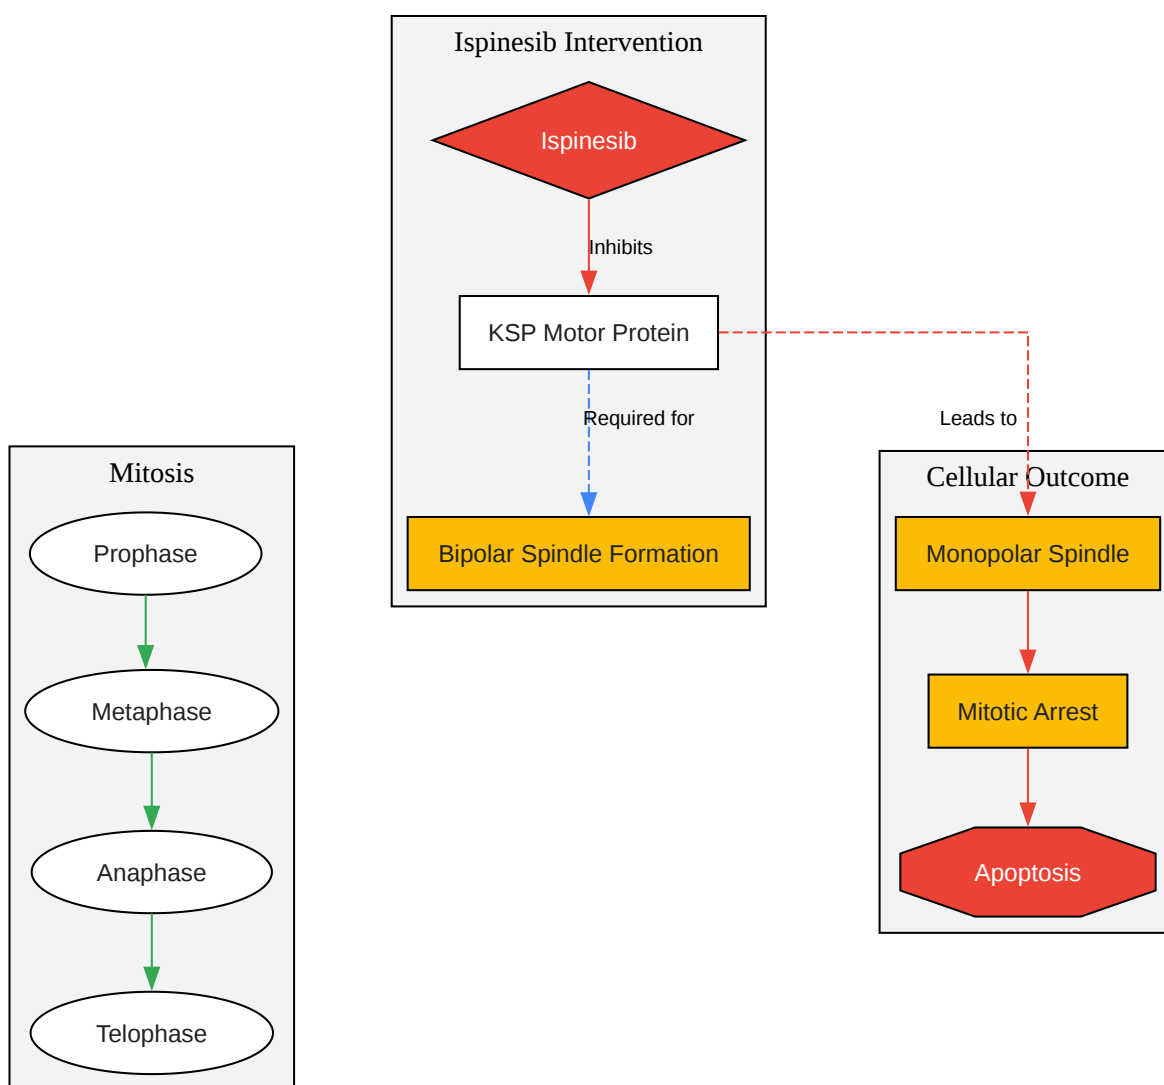 Ispinesib Intervention
Ispinesib
Inhibits
KSP Motor Protein
Required for
Bipolar Spindle Formation
Mitosis
Prophase
Metaphase
Anaphase
Telophase
Leads to
Cellular Outcome
Monopolar Spindle
Mitotic Arrest
Apoptosis